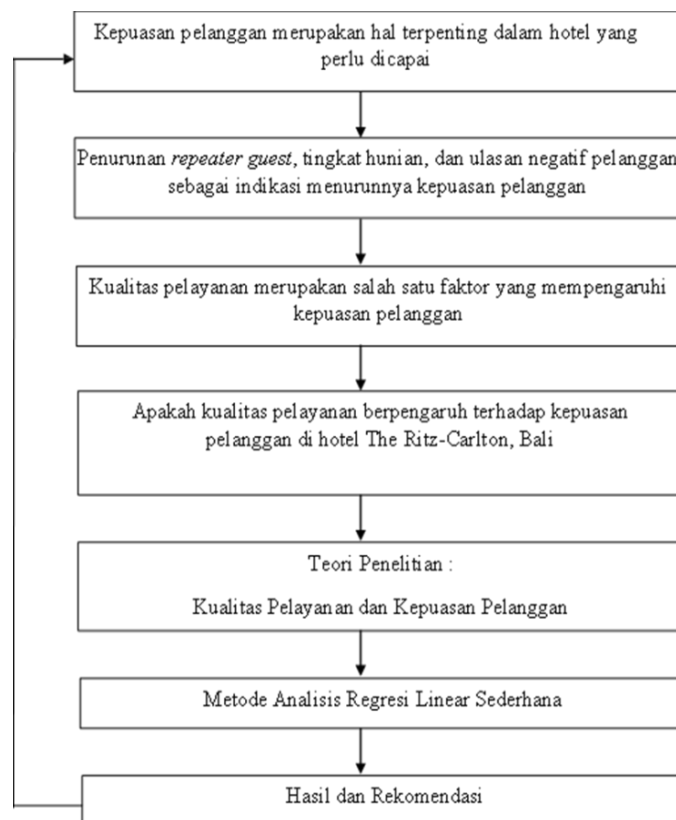 Kepuasan pelanggan merupakan hal terpenting dalam hotel yang
perlu dicapai
Penurunan repeater guest, tingkat hunian, dan ulasan negatif pelanggan
sebagai indikasi menurunnya kepuasan pelanggan
Kualitas pelayanan merupakan salah satu faktor yang mempengaruhi
kepuasan pelanggan
Apakah kualitas pelayanan berpengaruh terhadap kepuasan
pelanggan di hotel The Ritz-Carlton, Bali
Teori Penelitian :
Kualitas Pelayanan dan Kepuasan Pelanggan
Metode Analisis Regresi Linear Sederhana
Hasil dan Rekomendasi